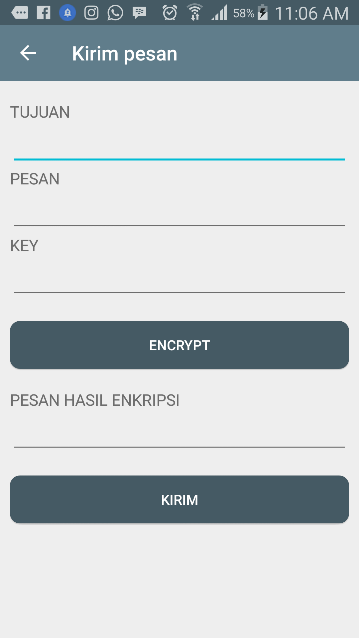 58% 11:06 AM
Kirim pesan
TUJUAN
PESAN
KEY
ENCRYPT
PESAN HASIL ENKRIPSI
KIRIM